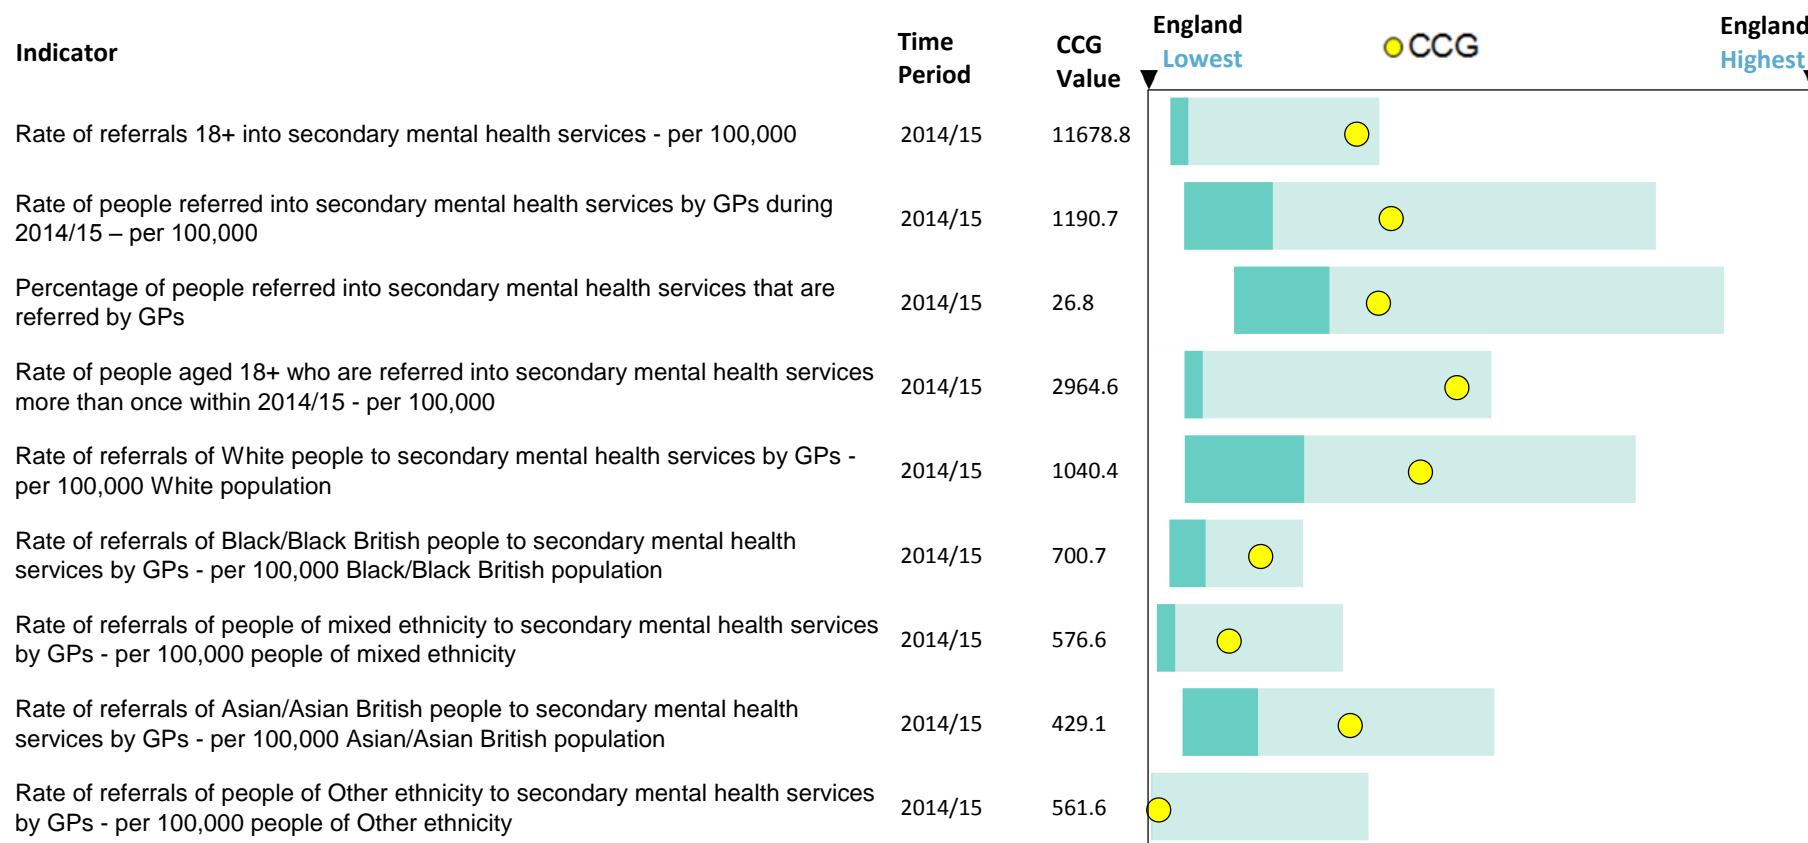 Indicator
Time
Period
CCG
Value
England
Lowest
CCG
England
Highest
Rate of referrals 18+ into secondary mental health services - per 100,000
2014/15
11678.8
Rate of people referred into secondary mental health services by GPs during
2014/15 – per 100,000
2014/15
1190.7
Percentage of people referred into secondary mental health services that are
referred by GPs
2014/15
26.8
Rate of people aged 18+ who are referred into secondary mental health services
more than once within 2014/15 - per 100,000
2014/15
2964.6
Rate of referrals of White people to secondary mental health services by GPs -
per 100,000 White population
2014/15
1040.4
Rate of referrals of Black/Black British people to secondary mental health
services by GPs - per 100,000 Black/Black British population
2014/15
700.7
Rate of referrals of people of mixed ethnicity to secondary mental health services
by GPs - per 100,000 people of mixed ethnicity
2014/15
576.6
Rate of referrals of Asian/Asian British people to secondary mental health
services by GPs - per 100,000 Asian/Asian British population
2014/15
429.1
Rate of referrals of people of Other ethnicity to secondary mental health services
by GPs - per 100,000 people of Other ethnicity
2014/15
561.6